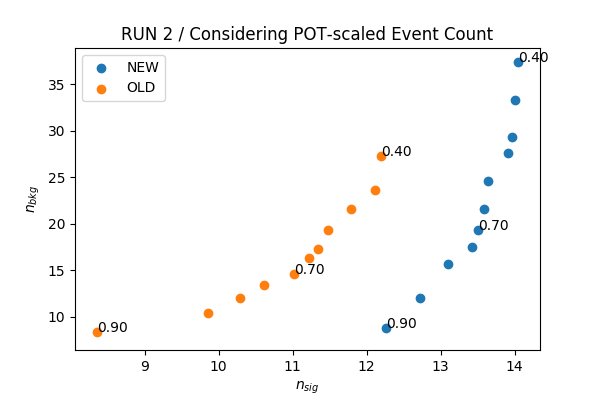 RUN 2 / Considering POT-scaled Event Count
NEW
OLD
0.40
0.40
0.70
0.70
0.90
0.90
35
30
25
20
15
10
n_bkg
9 10 11 12 13 14
n_sig